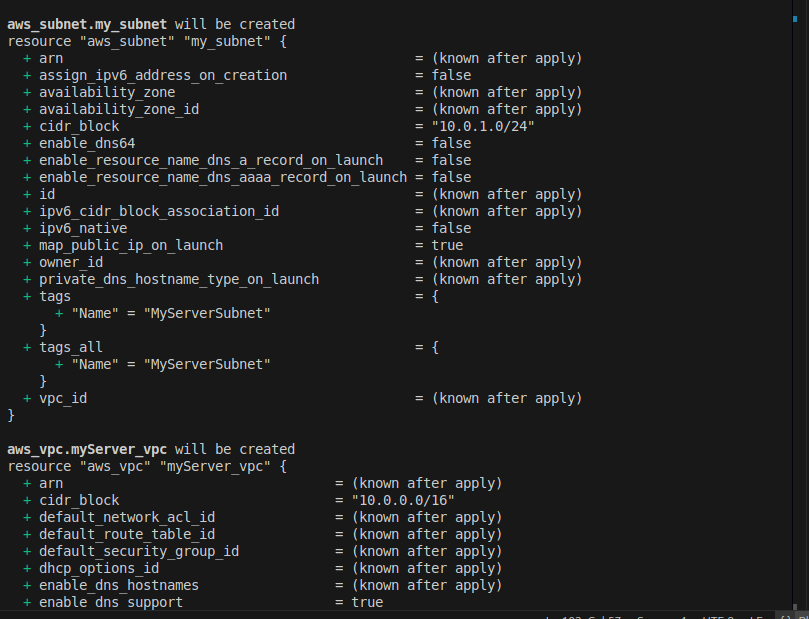 aws_subnet.my_subnet will be created
resource "aws_subnet" "my_subnet" {
+ arn = (known after apply)
+ assign_ipv6_address_on_creation = false
+ availability_zone = (known after apply)
+ availability_zone_id = (known after apply)
+ cidr_block = "10.0.1.0/24"
+ enable_dns64 = false
+ enable_resource_name_dns_a_record_on_launch = false
+ enable_resource_name_dns_aaaa_record_on_launch = false
+ id = (known after apply)
+ ipv6_cidr_block_association_id = (known after apply)
+ ipv6_native = false
+ map_public_ip_on_launch = true
+ owner_id = (known after apply)
+ private_dns_hostname_type_on_launch = (known after apply)
+ tags = {
+ "Name" = "MyServerSubnet"
}
+ tags_all = {
+ "Name" = "MyServerSubnet"
}
+ vpc_id = (known after apply)
}
aws_vpc.myServer_vpc will be created
resource "aws_vpc" "myServer_vpc" {
+ arn = (known after apply)
+ cidr_block = "10.0.0.0/16"
+ default_network_acl_id = (known after apply)
+ default_route_table_id = (known after apply)
+ default_security_group_id = (known after apply)
+ dhcp_options_id = (known after apply)
+ enable_dns_hostnames = (known after apply)
+ enable_dns_support = true